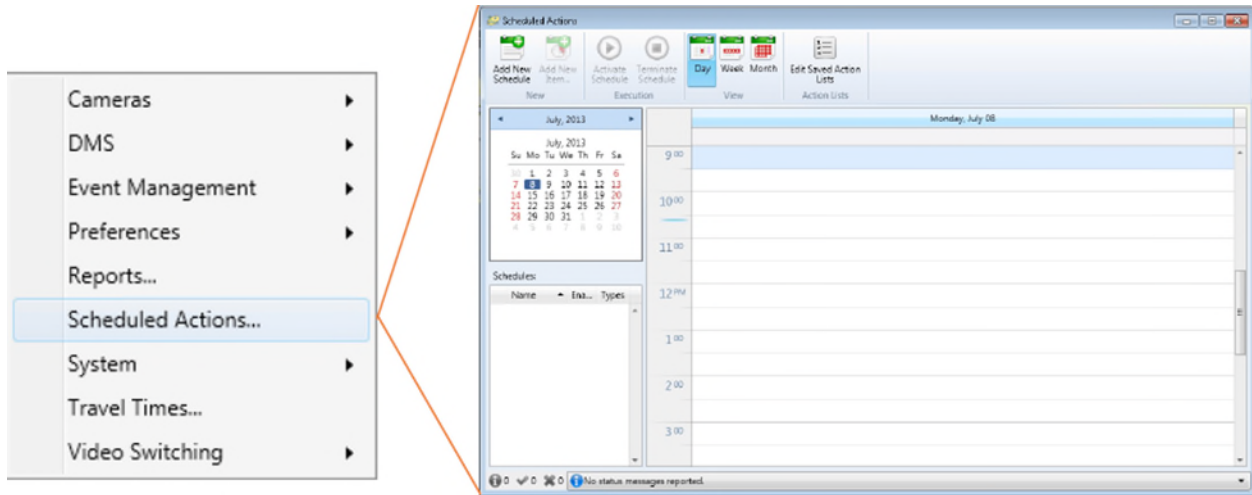 Cameras
DMS
Event Management
Preferences
Reports...
Scheduled Actions...
System
Travel Times...
Video Switching
Scheduled Actions
Add New Schedule
Add New Item...
Activate Schedule
Terminate Schedule
Day Week Month
Edit Saved Action Lists
New Execution View Action Lists
July, 2013
July, 2013
Su Mo Tu We Th Fr Sa
30 1 2 3 4 5 6
7 8 9 10 11 12 13
14 15 16 17 18 19 20
21 22 23 24 25 26 27
28 29 30 31 1 2 3
4 5 6 7 8 9 10
Schedules:
Name Ena... Types
Monday, July 08
9 00
10 00
11 00
12 PM
1 00
2 00
3 00
0 0 0 No status messages reported.